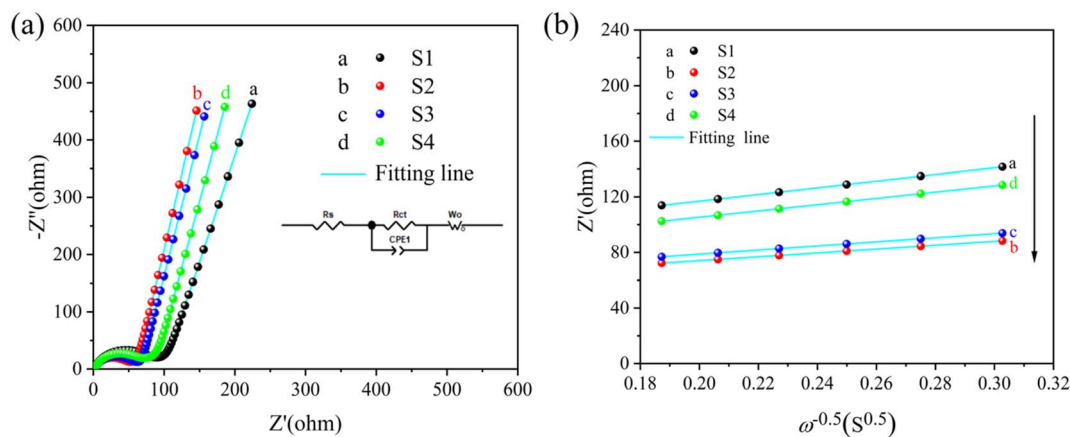 (a)
600
500
400
300
200
100
0
-Z"(ohm)
0 100 200 300 400 500 600
Z'(ohm)
a S1
b S2
c S3
d S4
Fitting line
b
c
d
a
Rs
Rct
CPE1
Wo
(b)
240
200
160
120
80
40
0
Z'(ohm)
0.18 0.20 0.22 0.24 0.26 0.28 0.30 0.32
ω-0.5(S0.5)
a S1
b S2
c S3
d S4
Fitting line
a
d
c
b